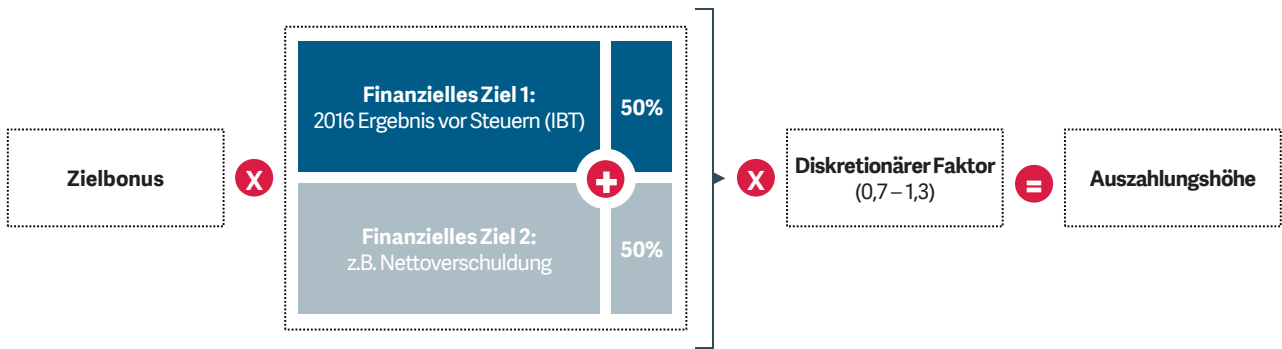 Zielbonus
X
Finanzielles Ziel 1:
2016 Ergebnis vor Steuern (IBT)
50%
+
Finanzielles Ziel 2:
z.B. Nettoverschuldung
50%
X
Diskretionärer Faktor
(0,7 – 1,3)
=
Auszahlungshöhe